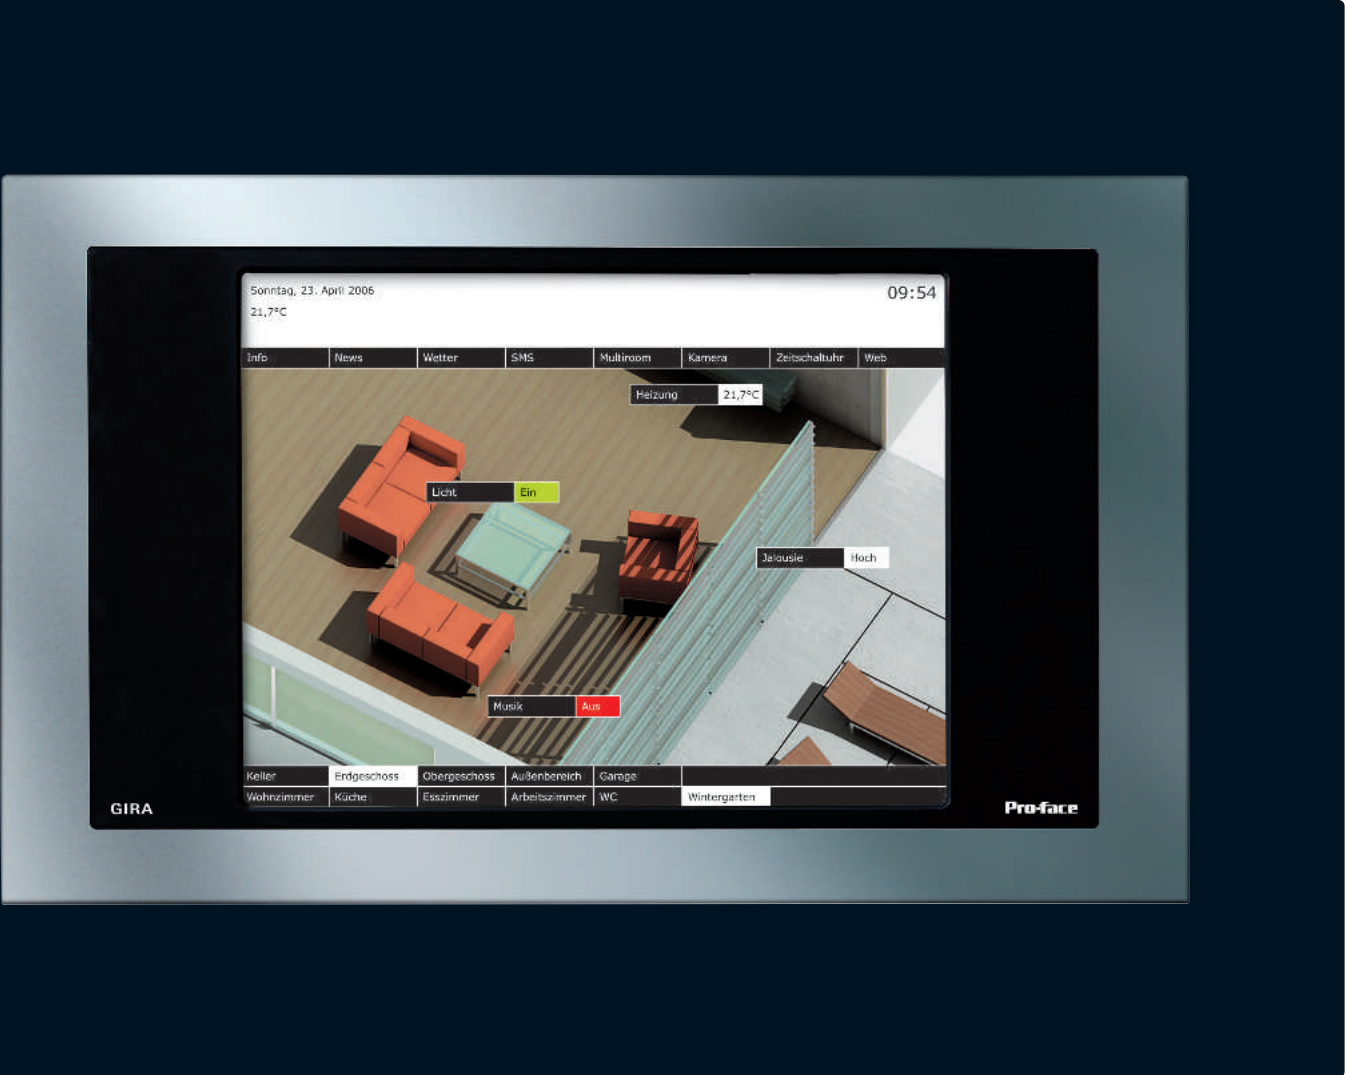 Sonntag, 23. April 2006
09:54
21,7°C
Info News Wetter SMS Multiroom Kamera Zeitschaltuhr Web
Heizung 21,7°C
Licht Ein
Jalousie Hoch
Musik Aus
Keller Erdgeschoss Obergeschoss Außenbereich Garage
Wohnzimmer Küche Esszimmer Arbeitszimmer WC Wintergarten
GIRA
Pro-face